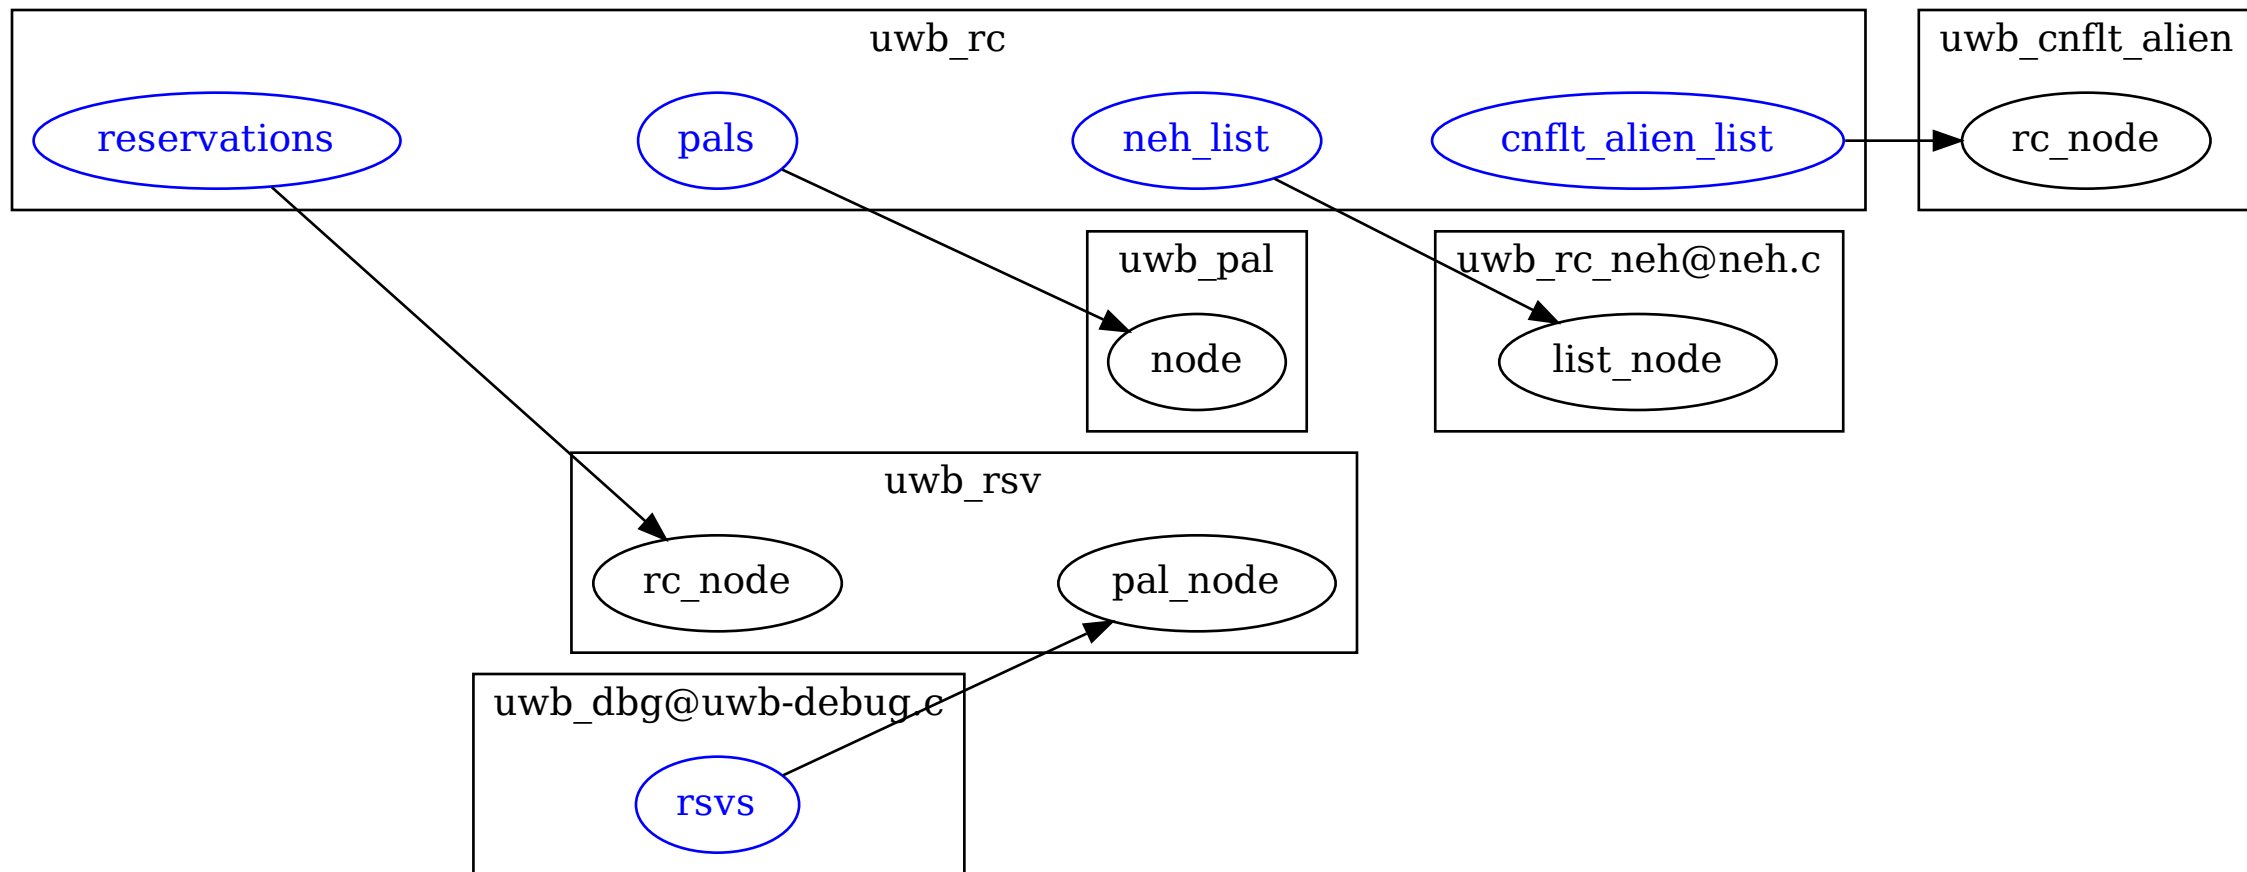 uwb_rc
uwb_cnflt_alien
reservations
pals
neh_list
cnflt_alien_list
rc_node
uwb_pal
uwb_rc_neh@neh.c
node
list_node
uwb_rsv
rc_node
pal_node
uwb_dbg@uwb-debug.c
rsvs